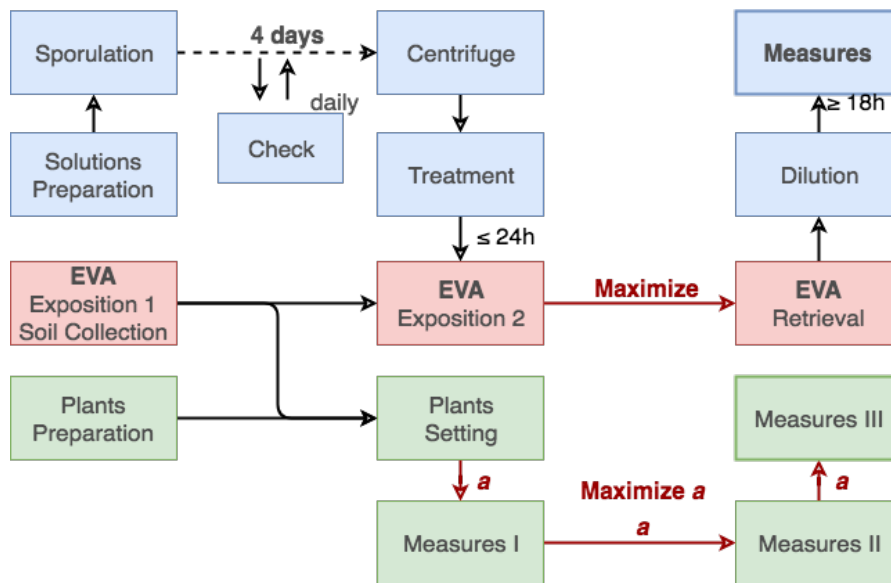 Sporulation
4 days
Centrifuge
Measures
daily
≥ 18h
Check
Solutions
Preparation
Treatment
Dilution
≤ 24h
EVA
Exposition 1
Soil Collection
EVA
Exposition 2
Maximize
EVA
Retrieval
Plants
Preparation
Plants
Setting
Measures III
a
Maximize a
a
a
Measures I
Measures II